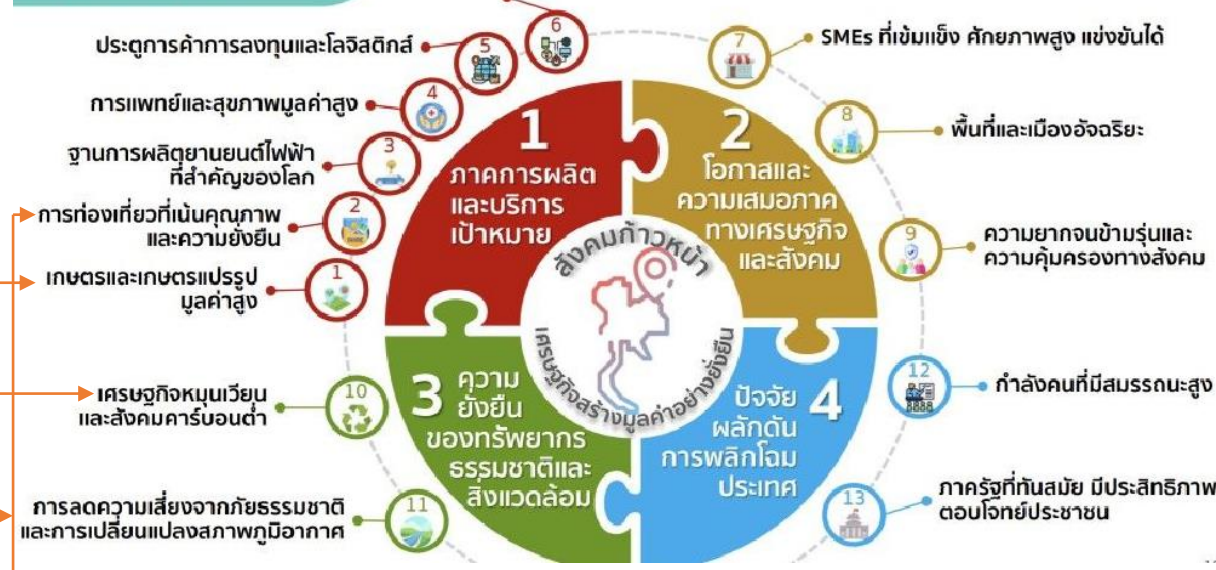 6
ประตูการค้าการลงทุนและโลจิสติกส์
5
การแพทย์และสุขภาพมูลค่าสูง
4
ฐานการผลิตยานยนต์ไฟฟ้า
ที่สำคัญของโลก
3
การท่องเที่ยวที่เน้นคุณภาพ
และความยั่งยืน
2
เกษตรและเกษตรแปรรูป
มูลค่าสูง
1
1
ภาคการผลิต
และบริการ
เป้าหมาย
7
SMEs ที่เข้มแข็ง ศักยภาพสูง แข่งขันได้
8
พื้นที่และเมืองอัจฉริยะ
9
ความยากจนข้ามรุ่นและ
ความคุ้มครองทางสังคม
2
โอกาสและ
ความเสมอภาค
ทางเศรษฐกิจ
และสังคม
สังคมก้าวหน้า
เศรษฐกิจสร้างมูลค่าอย่างยั่งยืน
10
เศรษฐกิจหมุนเวียน
และสังคมคาร์บอนต่ำ
11
การลดความเสี่ยงจากภัยธรรมชาติ
และการเปลี่ยนแปลงสภาพภูมิอากาศ
3 ความ
ยั่งยืน
ของทรัพยากร
ธรรมชาติและ
สิ่งแวดล้อม
ปัจจัย 4
ผลักดัน
การพลิกโฉม
ประเทศ
12
กำลังคนที่มีสมรรถนะสูง
13
ภาครัฐที่ทันสมัย มีประสิทธิภาพ
ตอบโจทย์ประชาชน